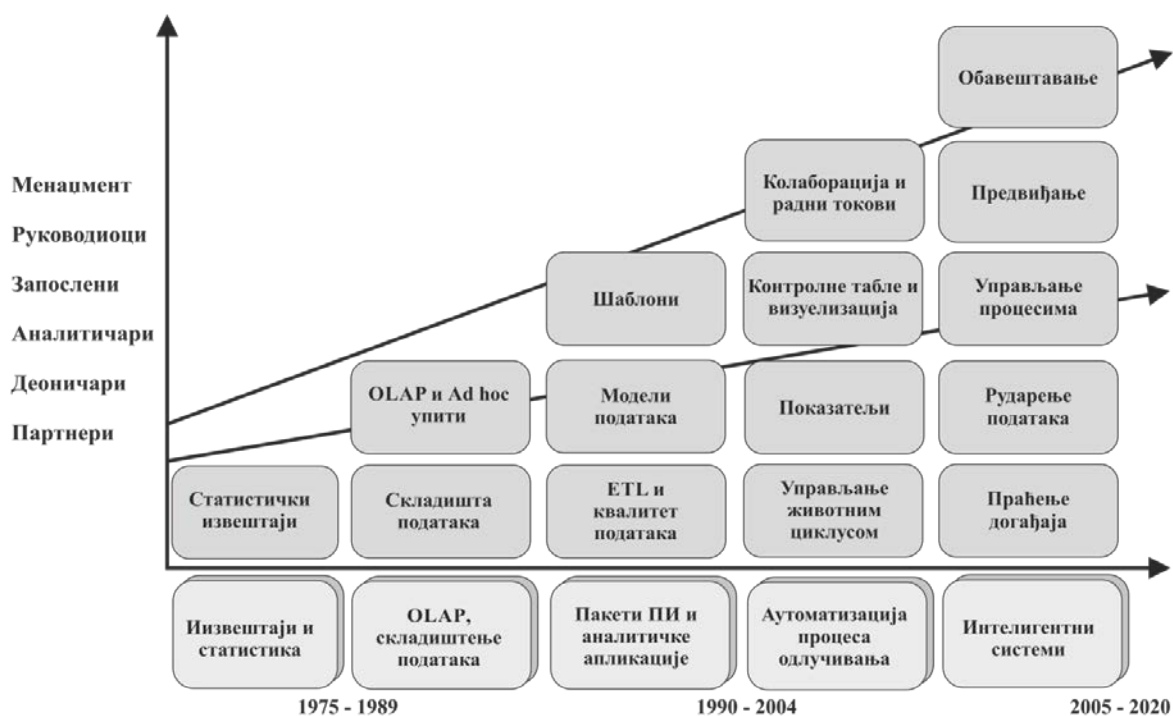 Менаџмент
Руководиоци
Запослени
Аналитичари
Деоничари
Партнери
Обавештавање
Колаборација и
радни токови
Предвиђање
Шаблони
Контролне табле и
визуелизација
Управљање
процесима
OLAP и Ad hoc
упити
Модели
података
Показатељи
Рударење
података
Статистички
извештаји
Складишта
података
ETL и
квалитет
података
Управљање
животним
циклусом
Праћење
догађаја
Иизвештаји и
статистика
OLAP,
складиштење
података
Пакети ПИ и
аналитичке
апликације
Аутоматизација
процеса
одлучивања
Интелигентни
системи
1975 - 1989
1990 - 2004
2005 - 2020